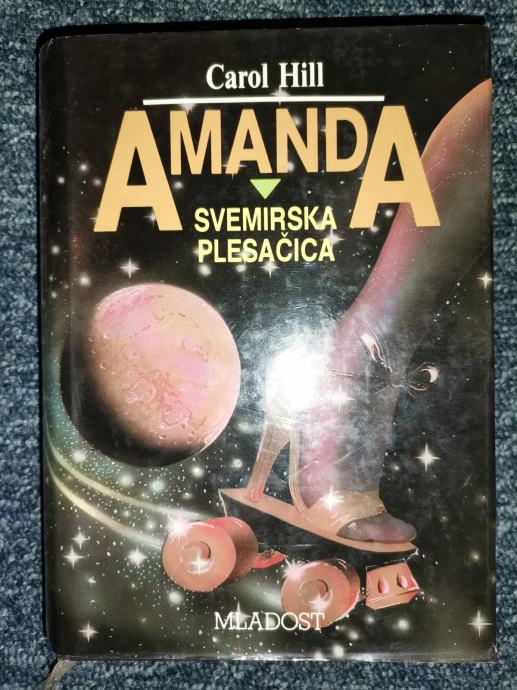 Carol Hill
AMANDA
SVEMIRSKA
PLESAČICA
MLADOST